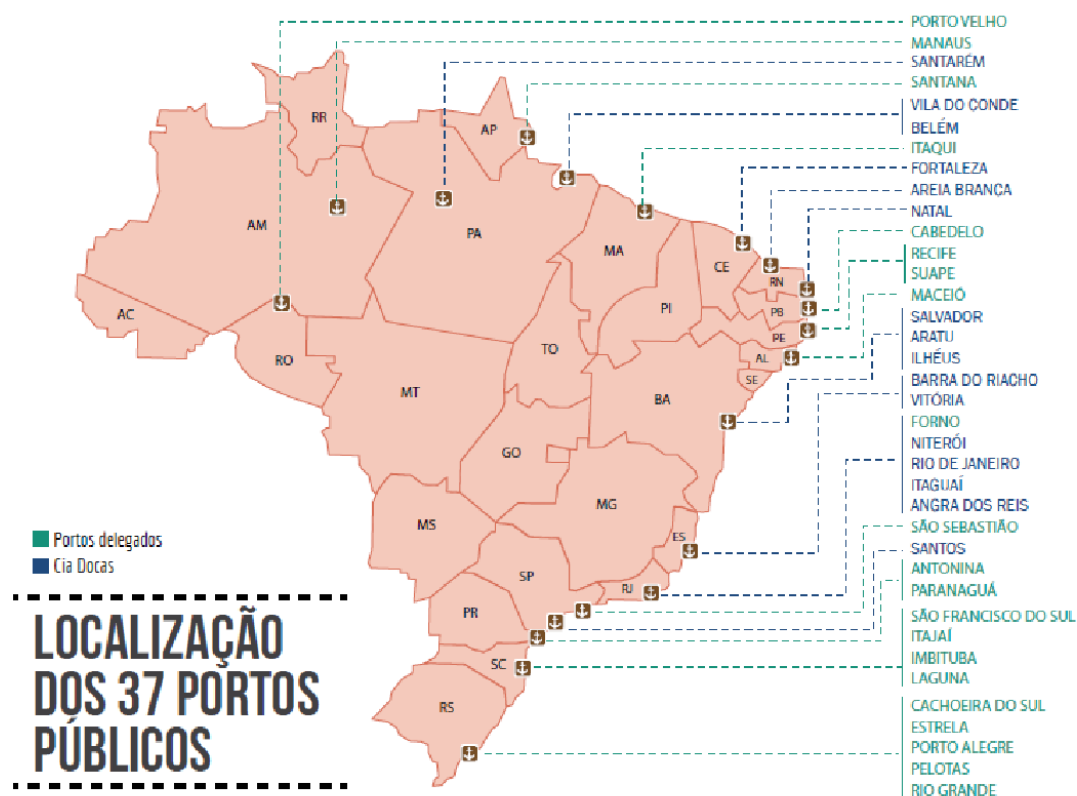 PORTO VELHO
MANAUS
SANTARÉM
SANTANA
VILA DO CONDE
BELÉM
ITAQUI
FORTALEZA
AREIA BRANÇA
NATAL
CABEDELO
RECIFE
SUAPE
MACEIÓ
SALVADOR
ARATU
ILHÉUS
BARRA DO RIACHO
VITÓRIA
FORNO
NITERÓI
RIO DE JANEIRO
ITAGUAÍ
ANGRA DOS REIS
SÃO SEBASTIÃO
SANTOS
ANTONINA
PARANAGUÁ
SÃO FRANCISCO DO SUL
ITAJAÍ
IMBITUBA
LAGUNA
CACHOEIRA DO SUL
ESTRELA
PORTO ALEGRE
PELOTAS
RIO GRANDE
RR
AP
AM
PA
MA
CE
RN
PB
PE
AL
SE
PI
AC
RO
TO
MT
BA
GO
MG
MS
ES
SP
RJ
PR
SC
RS
Portos delegados
Cia Docas
LOCALIZAÇÃO
DOS 37 PORTOS
PÚBLICOS